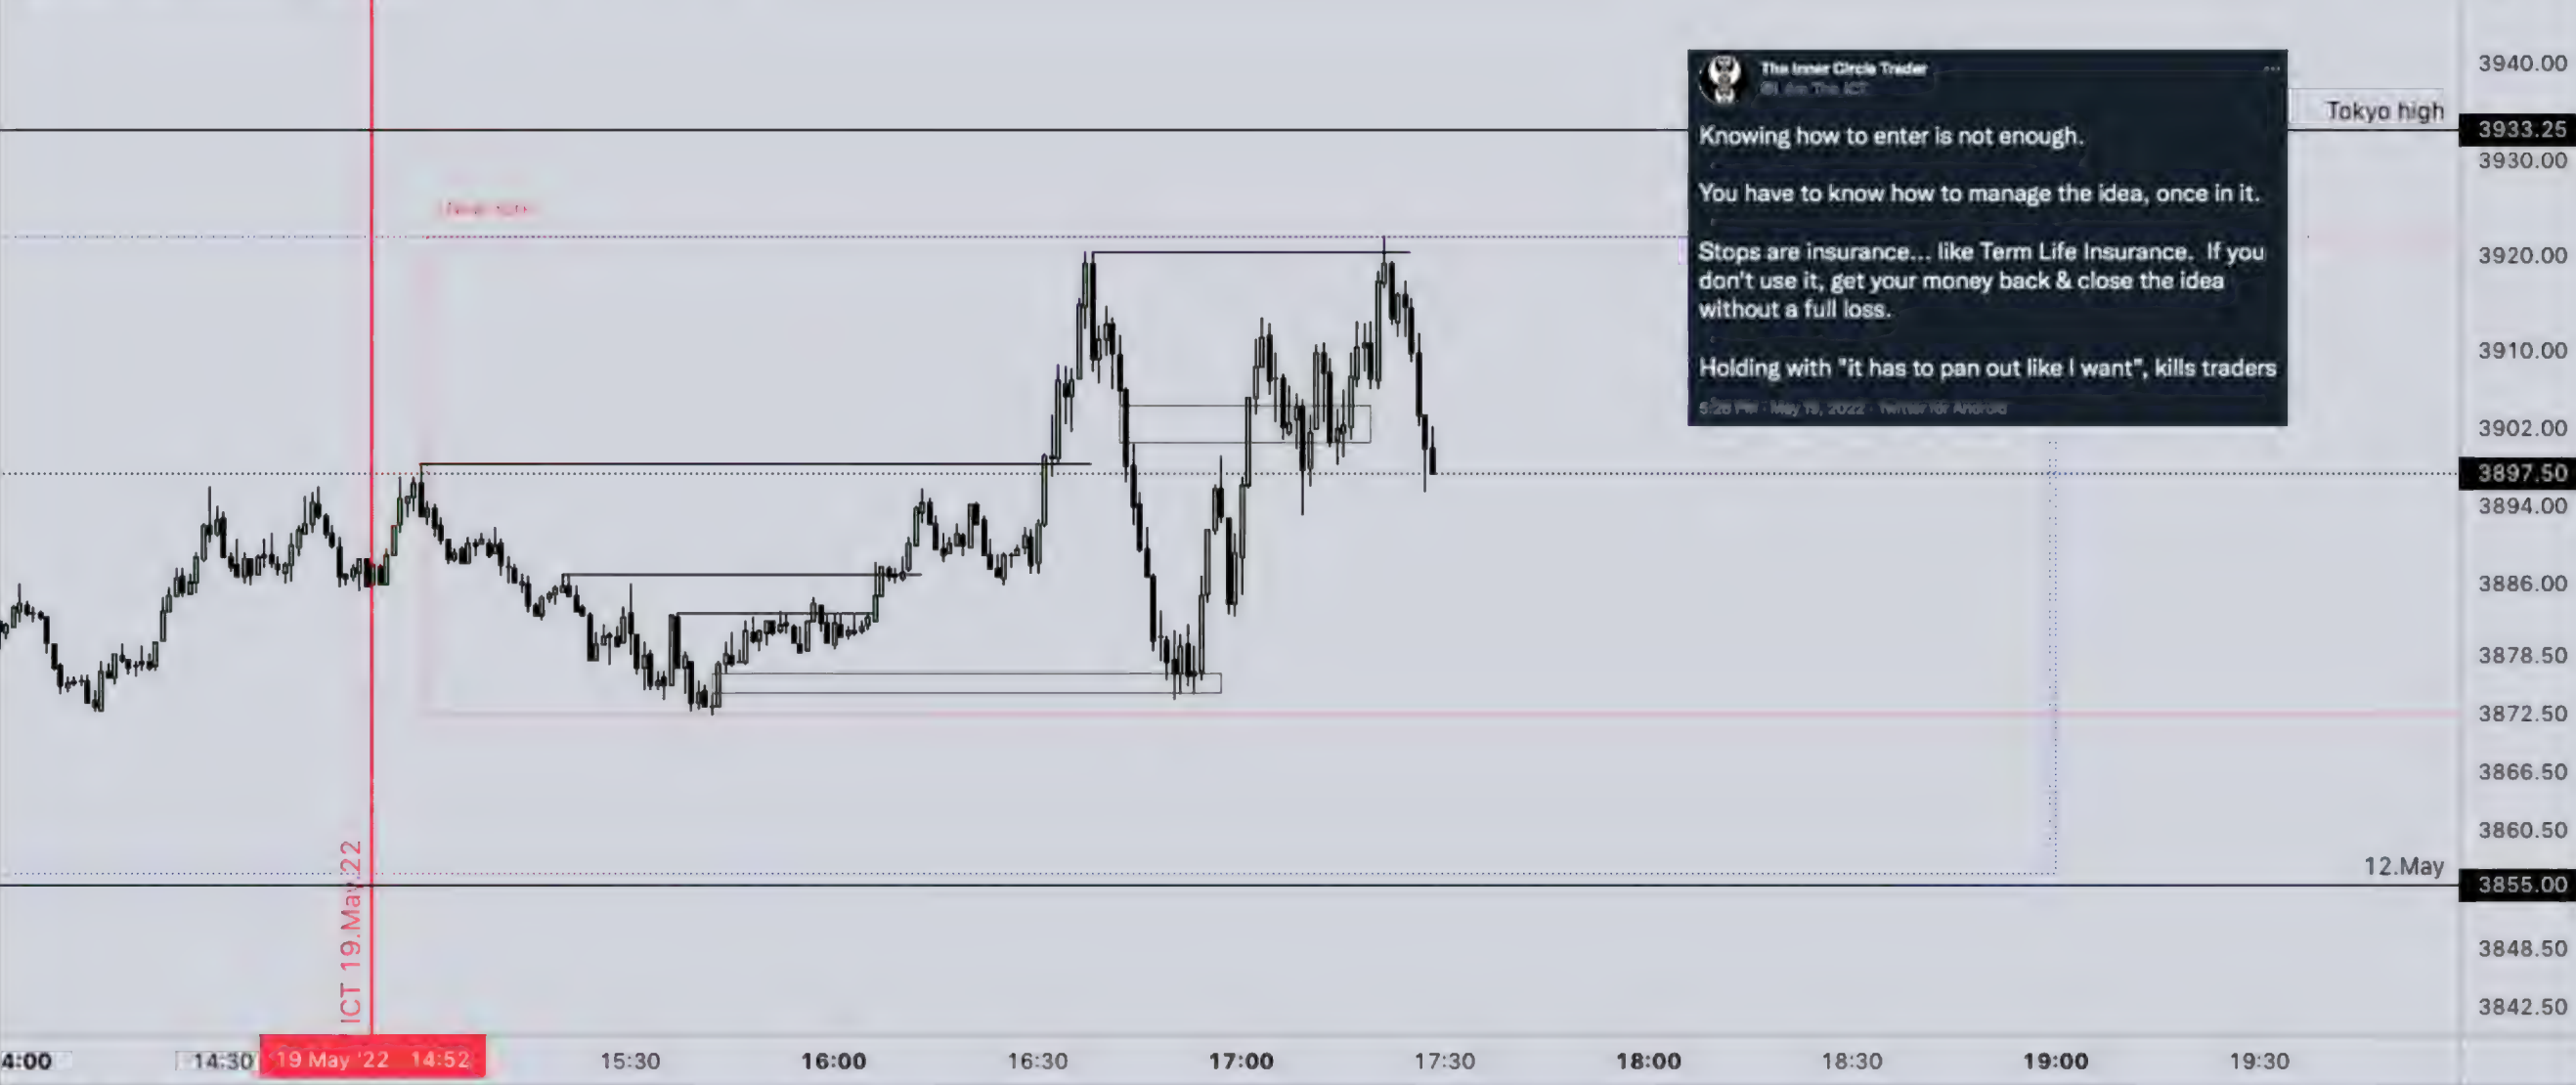 The Inner Circle Trader
Knowing how to enter is not enough.
You have to know how to manage the idea, once in it.
Stops are insurance... like Term Life Insurance. If you
don't use it, get your money back & close the idea
without a full loss.
Holding with "it has to pan out like I want", kills traders
May 19, 2022 · Twitter for Android
3940.00
Tokyo high
3933.25
3930.00
3920.00
3910.00
3902.00
3897.50
3894.00
3886.00
3878.50
3872.50
3866.50
3860.50
12.May
3855.00
3848.50
3842.50
ICT 19.May.22
4:00
14:30
19 May '22 14:52
15:30
16:00
16:30
17:00
17:30
18:00
18:30
19:00
19:30